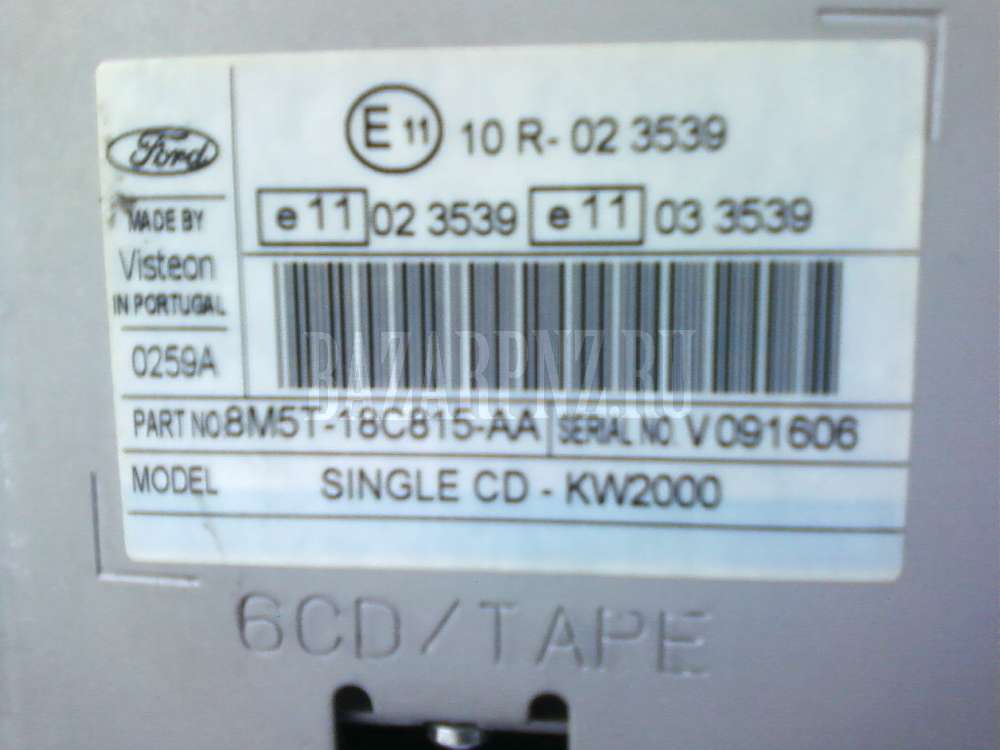 Ford
MADE BY
Visteon
IN PORTUGAL
0259A
E 11 10 R- 02 3539
e 11 02 3539 e 11 03 3539
BAZARPNZ.RU
PART NO. 8M5T-18C815-AA SERIAL NO. V091606
MODEL SINGLE CD - KW2000
6CD/TAPE